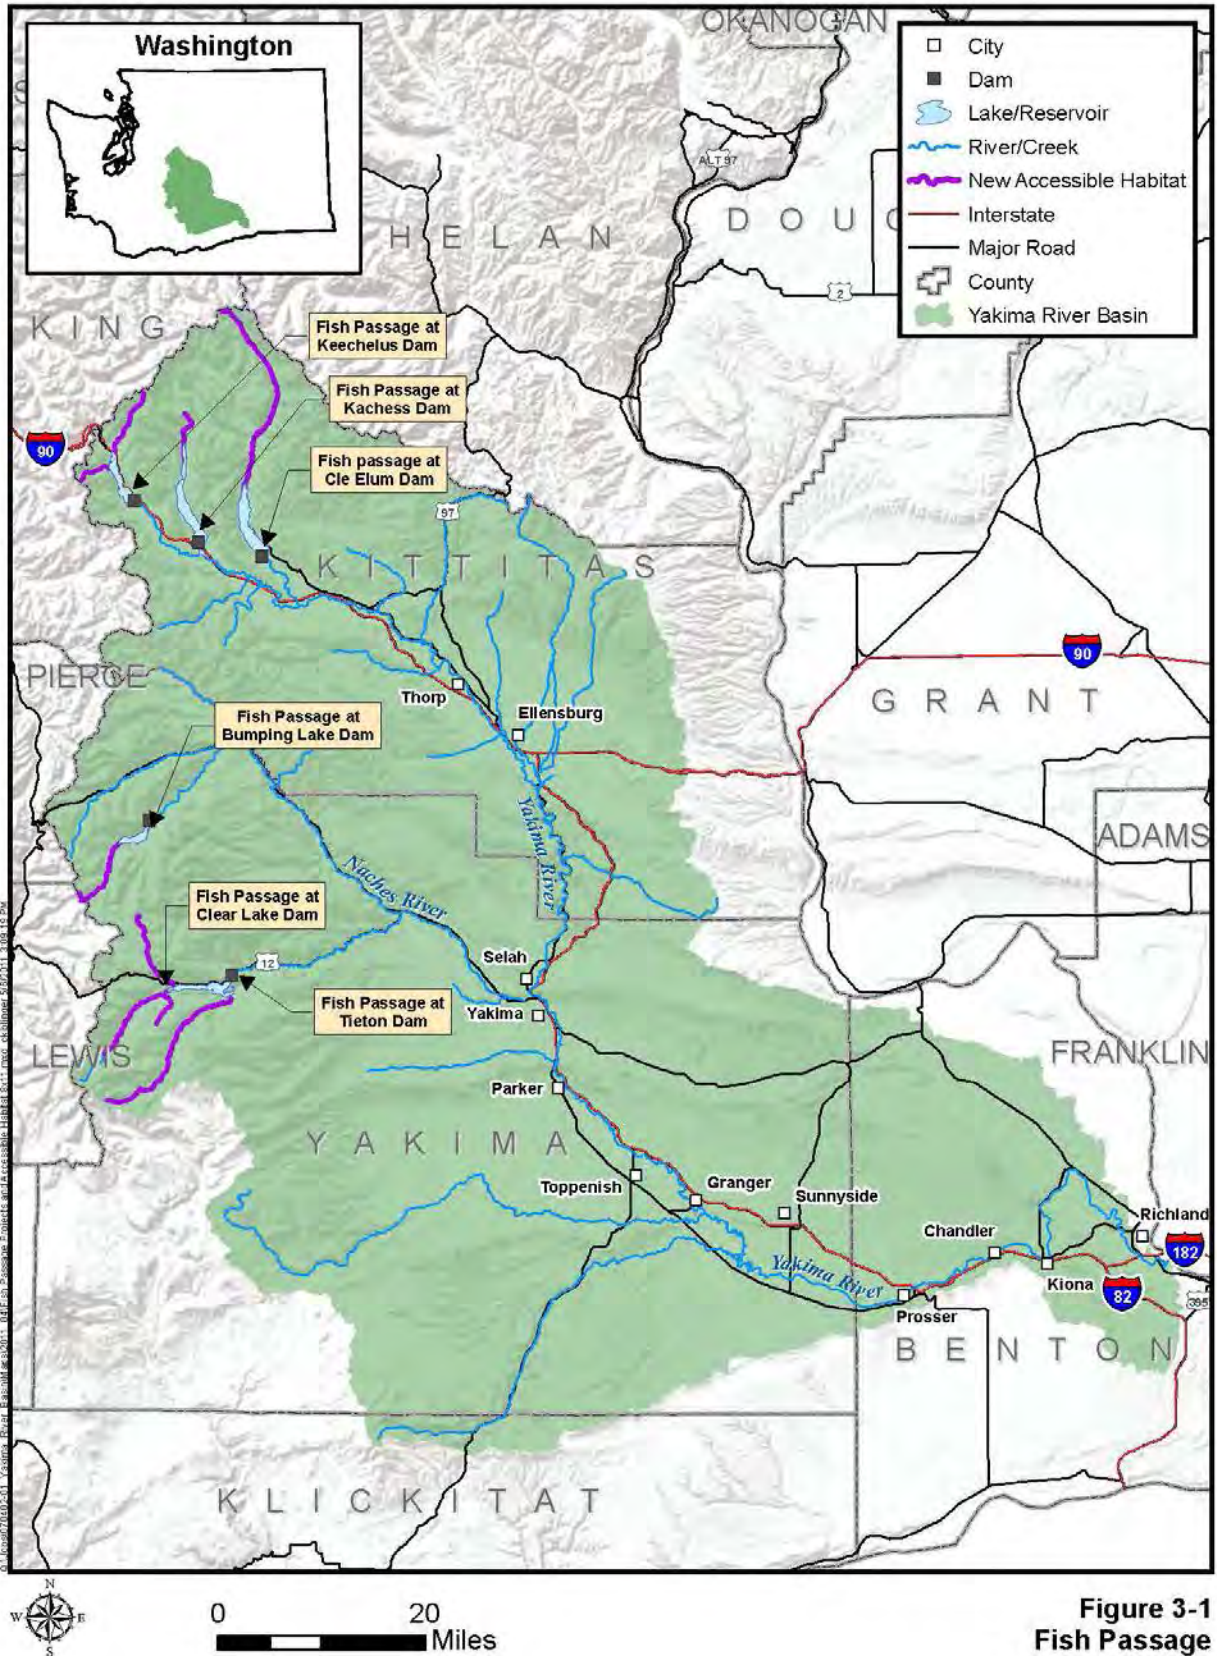 Washington
OKANOGAN
City
Dam
Lake/Reservoir
River/Creek
New Accessible Habitat
Interstate
Major Road
County
Yakima River Basin
ALT 97
HELAN
DOUG
2
KING
Fish Passage at
Keechelus Dam
Fish Passage at
Kachess Dam
Fish passage at
Cle Elum Dam
90
97
KITTITAS
PIERCE
90
Thorp
Ellensburg
GRANT
Fish Passage at
Bumping Lake Dam
Yakima River
ADAMS
Naches River
Fish Passage at
Clear Lake Dam
12
Selah
Fish Passage at
Tieton Dam
Yakima
LEWIS
FRANKLIN
Parker
YAKIMA
Toppenish
Granger
Sunnyside
Richland
Chandler
182
Yakima River
Kiona
82
395
Prosser
BENTON
KLICKITAT
N
W E
S
0 20
Miles
Figure 3-1
Fish Passage